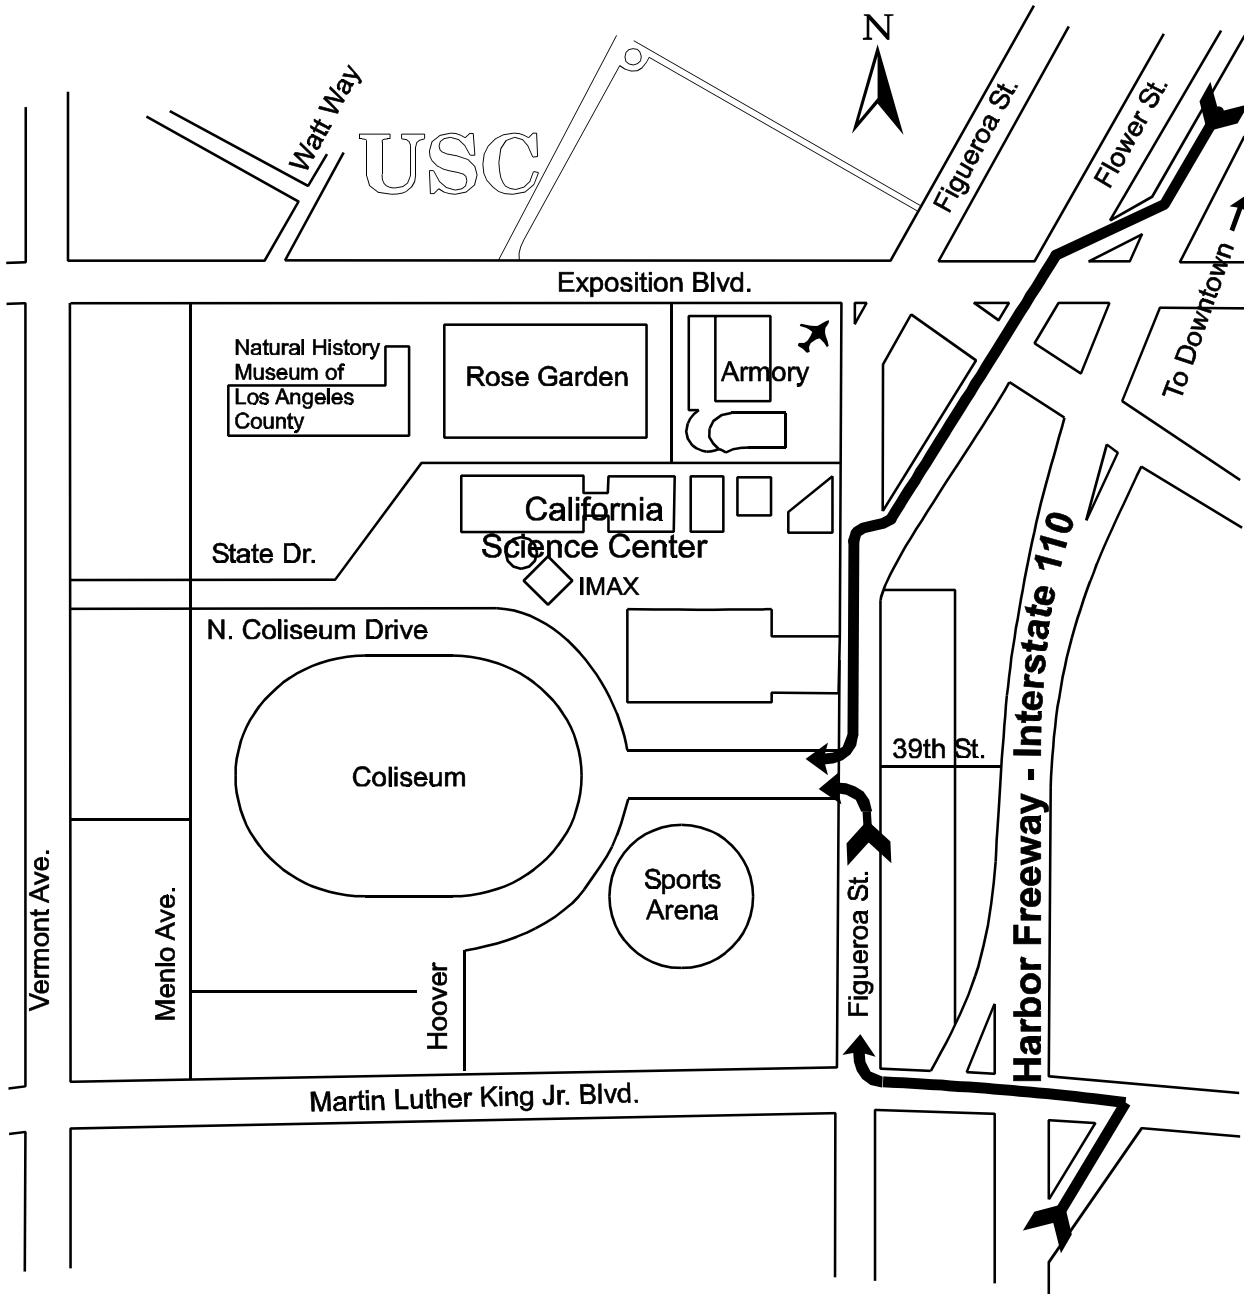 N
Watt Way
USC
Figueroa St.
Flower St.
To Downtown
Exposition Blvd.
Natural History
Museum of
Los Angeles
County
Rose Garden
Armory
California
Science Center
IMAX
State Dr.
N. Coliseum Drive
Coliseum
39th St.
Harbor Freeway - Interstate 110
Sports
Arena
Vermont Ave.
Menlo Ave.
Hoover
Figueroa St.
Martin Luther King Jr. Blvd.